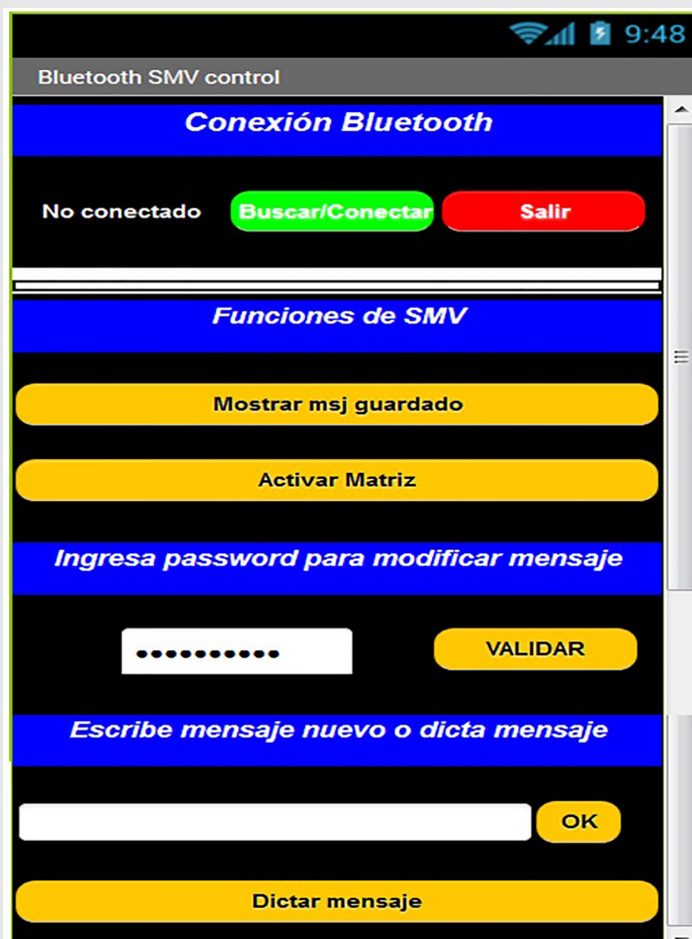 9:48
Bluetooth SMV control
Conexión Bluetooth
No conectado Buscar/Conectar Salir
Funciones de SMV
Mostrar msj guardado
Activar Matriz
Ingresa password para modificar mensaje
•••••••••• VALIDAR
Escribe mensaje nuevo o dicta mensaje
OK
Dictar mensaje